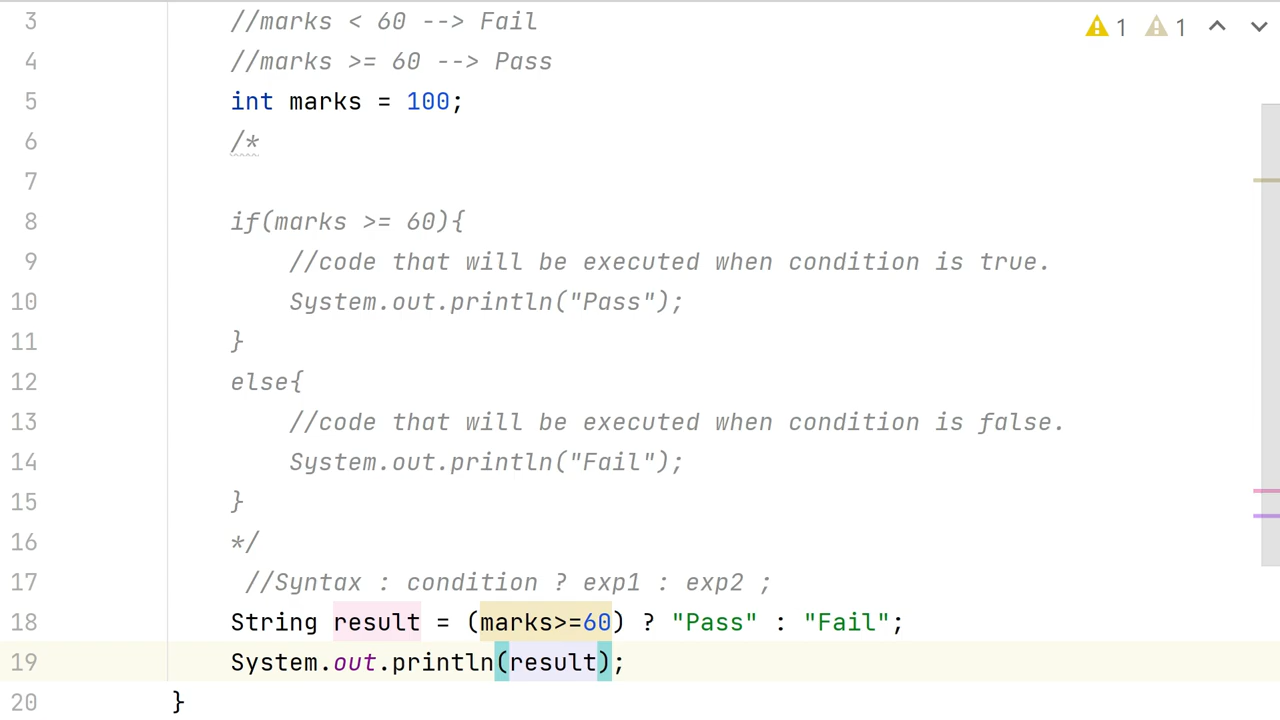 3 //marks < 60 --> Fail
4 //marks >= 60 --> Pass
5 int marks = 100;
6 /*
7
8 if(marks >= 60){
9 //code that will be executed when condition is true.
10 System.out.println("Pass");
11 }
12 else{
13 //code that will be executed when condition is false.
14 System.out.println("Fail");
15 }
16 */
17 //Syntax : condition ? exp1 : exp2 ;
18 String result = (marks>=60) ? "Pass" : "Fail";
19 System.out.println(result);
20 }
1 1